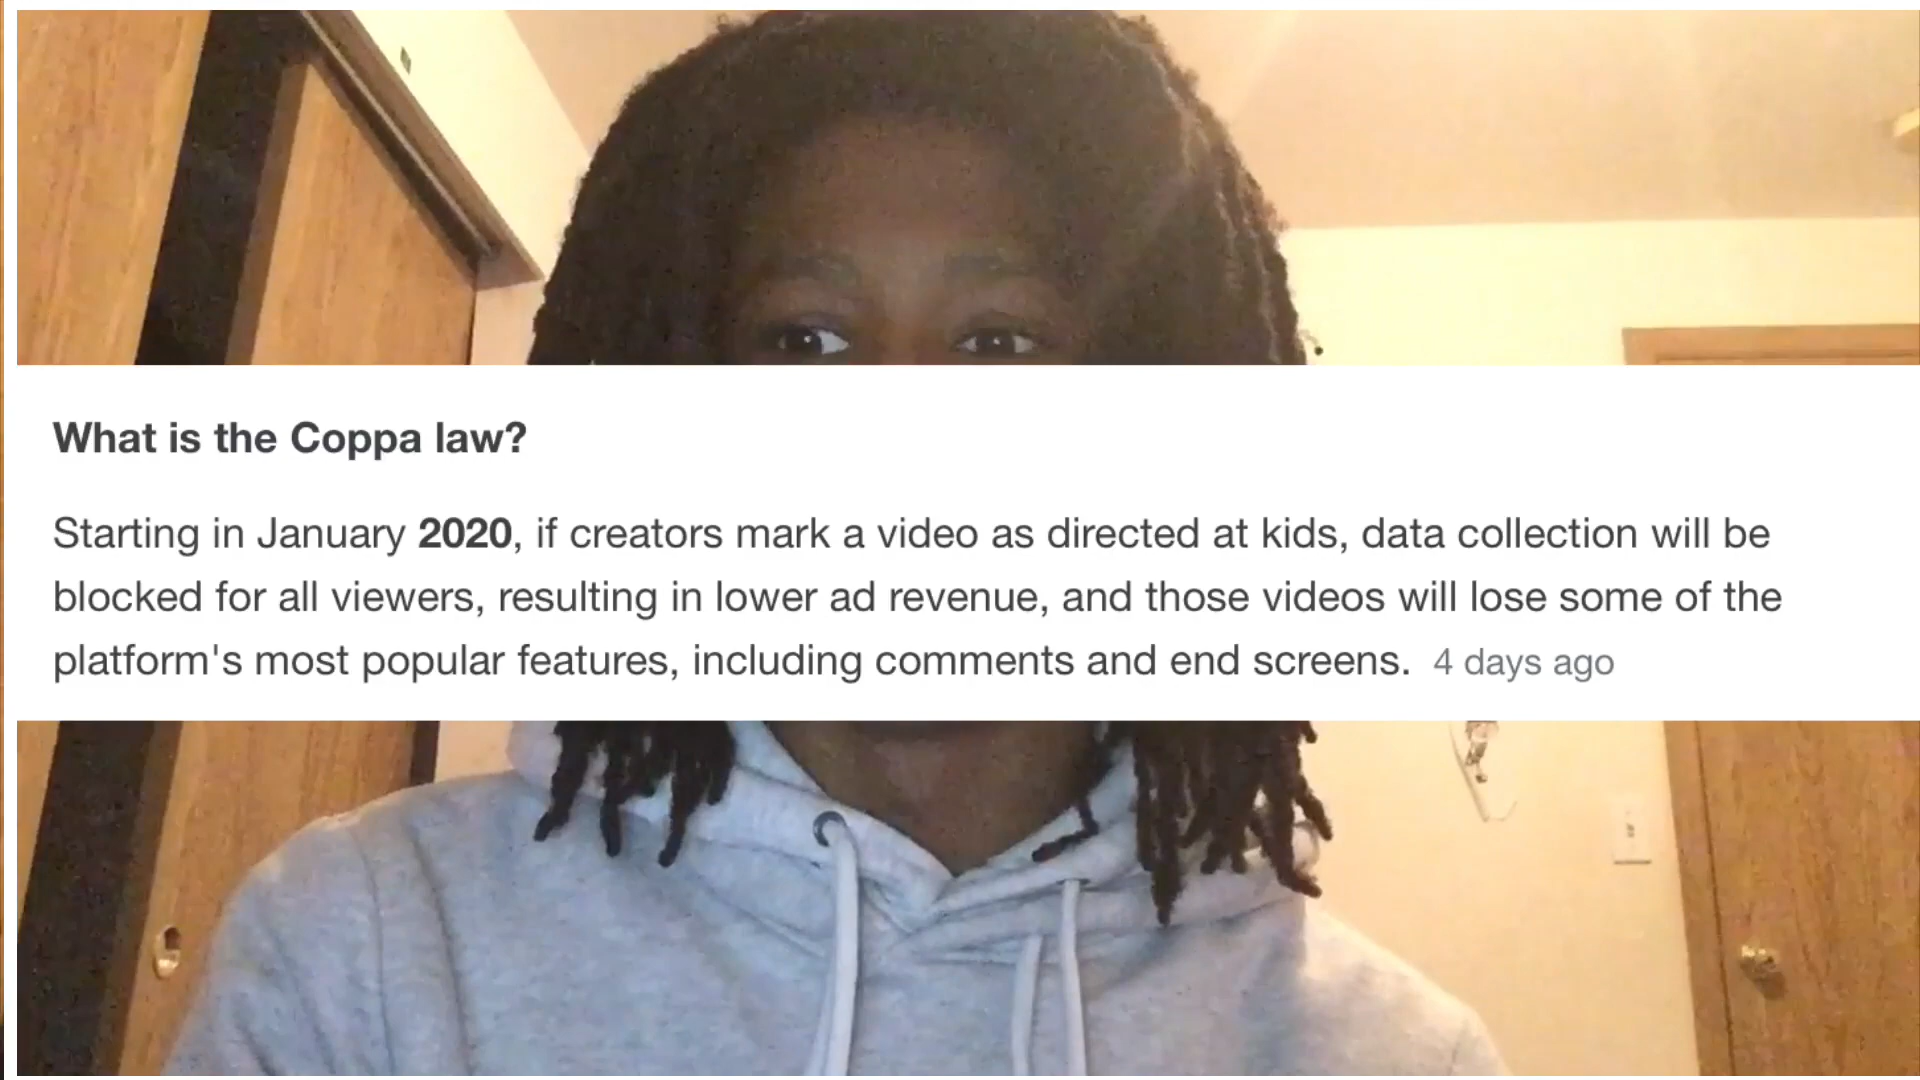 What is the Coppa law?
Starting in January 2020, if creators mark a video as directed at kids, data collection will be
blocked for all viewers, resulting in lower ad revenue, and those videos will lose some of the
platform's most popular features, including comments and end screens. 4 days ago